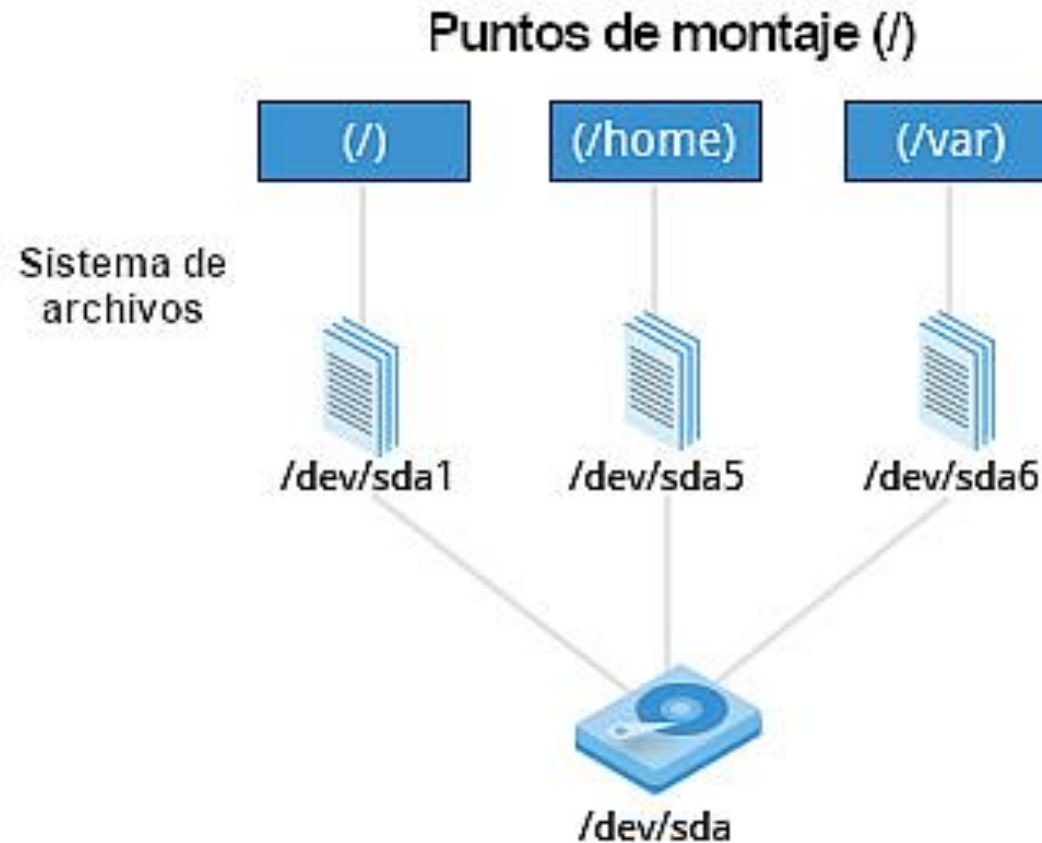 Puntos de montaje (/)
(/)
(/home)
(/var)
Sistema de
archivos
/dev/sda1
/dev/sda5
/dev/sda6
/dev/sda